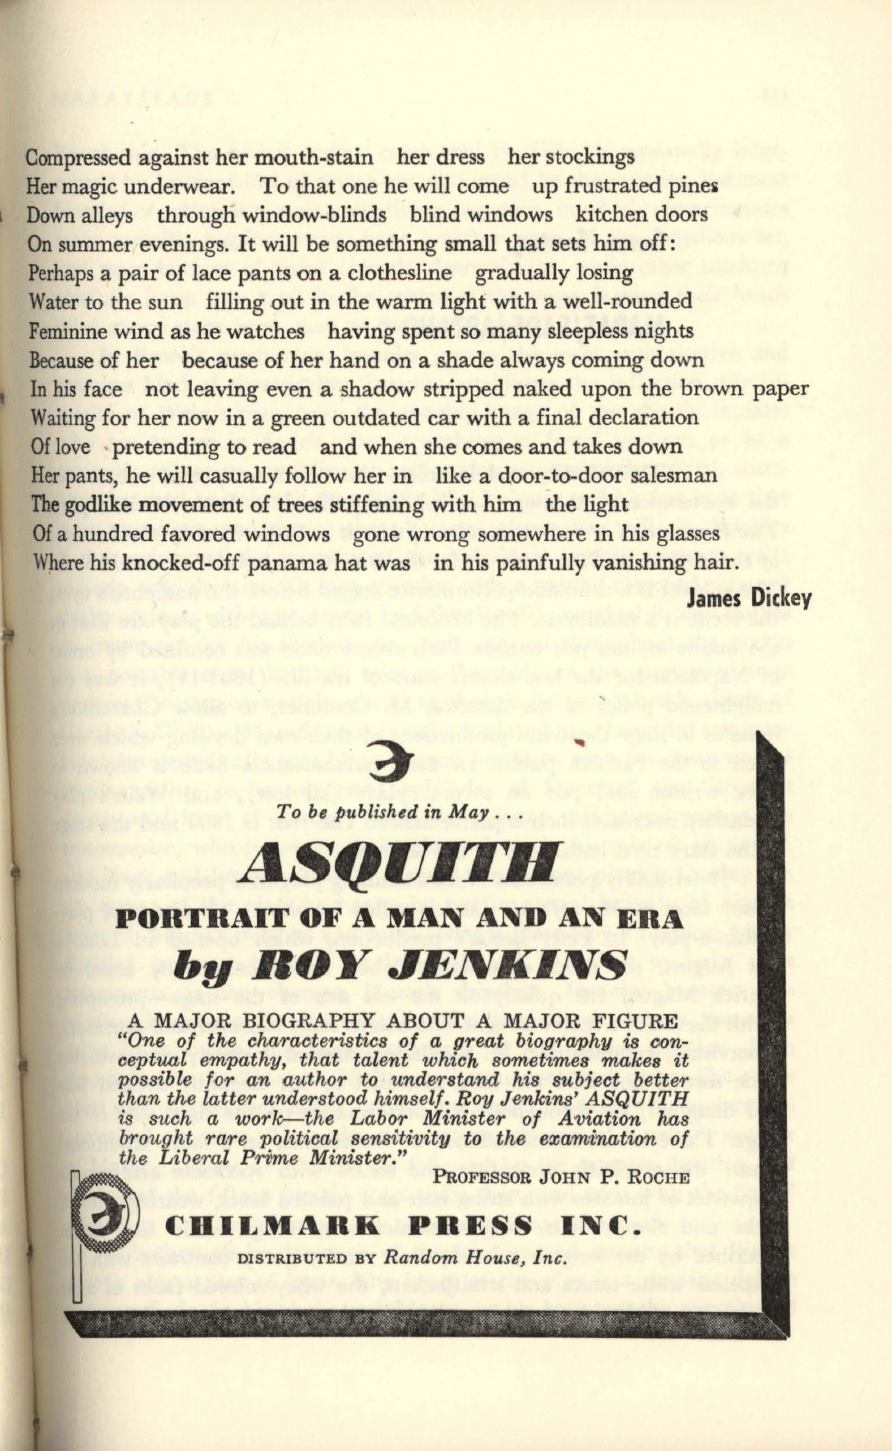 Compressed against her mouth-stain   her dress   her stockings
Her magic underwear.   To that one he will come   up frustrated pines
Down alleys   through window-blinds   blind windows   kitchen doors
On summer evenings. It will be something small that sets him off:
Perhaps a pair of lace pants on a clothesline   gradually losing
Water to the sun   filling out in the warm light with a well-rounded
Feminine wind as he watches   having spent so many sleepless nights
Because of her   because of her hand on a shade always coming down
In his face   not leaving even a shadow stripped naked upon the brown paper
Waiting for her now in a green outdated car with a final declaration
Of love   pretending to read   and when she comes and takes down
Her pants, he will casually follow her in   like a door-to-door salesman
The godlike movement of trees stiffening with him   the light
Of a hundred favored windows   gone wrong somewhere in his glasses
Where his knocked-off panama hat was   in his painfully vanishing hair.
James Dickey
To be published in May . . .
ASQUITH
PORTRAIT OF A MAN AND AN ERA
by ROY JENKINS
A MAJOR BIOGRAPHY ABOUT A MAJOR FIGURE
"One of the characteristics of a great biography is con-
ceptual empathy, that talent which sometimes makes it
possible for an author to understand his subject better
than the latter understood himself. Roy Jenkins' ASQUITH
is such a work—the Labor Minister of Aviation has
brought rare political sensitivity to the examination of
the Liberal Prime Minister."
PROFESSOR JOHN P. ROCHE
CHILMARK PRESS INC.
DISTRIBUTED BY Random House, Inc.